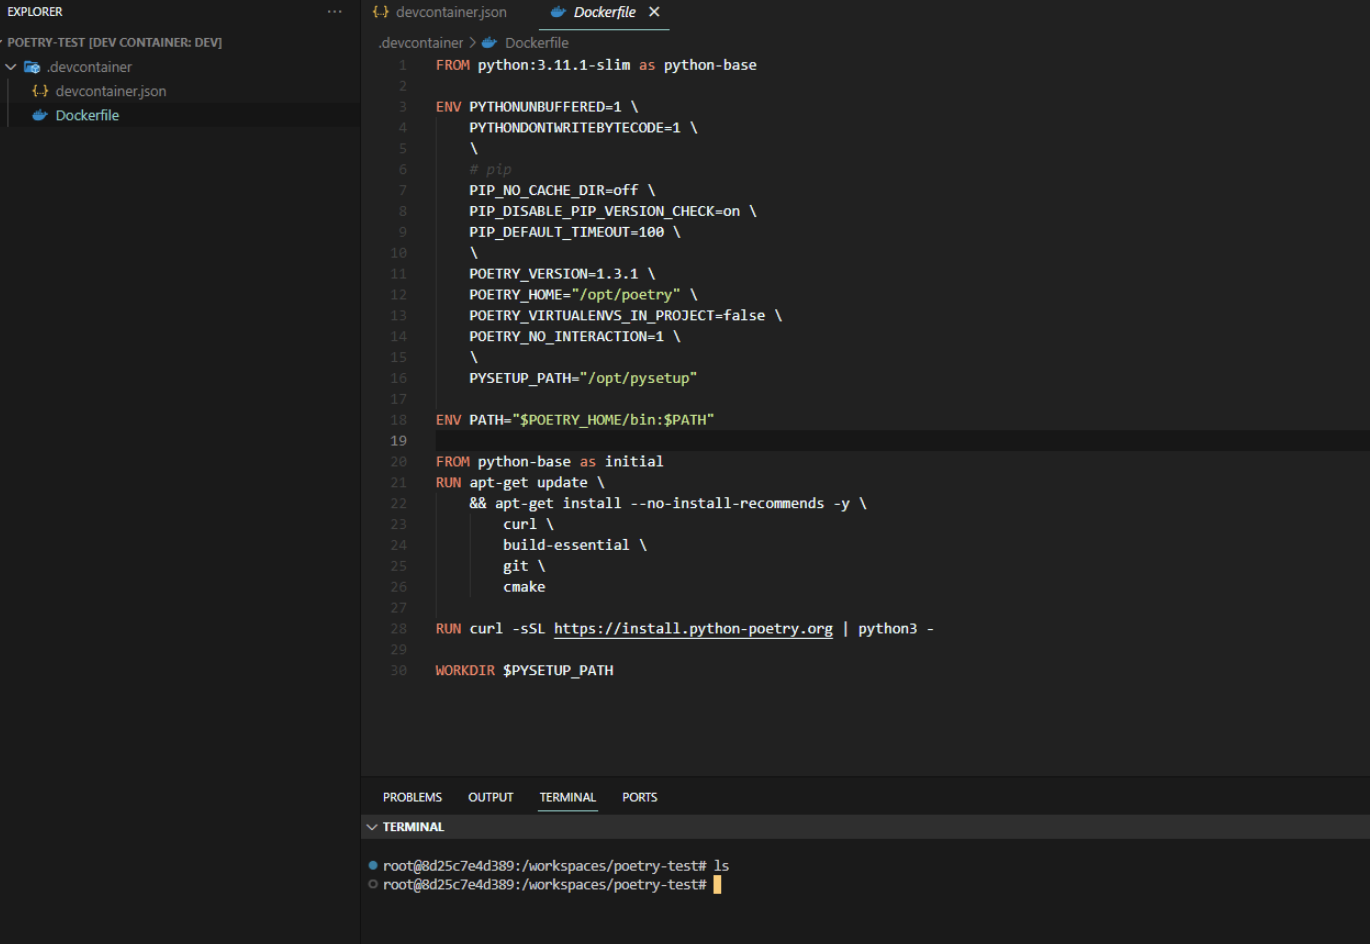 EXPLORER ...
POETRY-TEST [DEV CONTAINER: DEV]
.devcontainer
{..} devcontainer.json
Dockerfile
{..} devcontainer.json
Dockerfile
.devcontainer > Dockerfile
1 FROM python:3.11.1-slim as python-base
2
3 ENV PYTHONUNBUFFERED=1 \
4 PYTHONDONTWRITEBYTECODE=1 \
5 \
6 # pip
7 PIP_NO_CACHE_DIR=off \
8 PIP_DISABLE_PIP_VERSION_CHECK=on \
9 PIP_DEFAULT_TIMEOUT=100 \
10 \
11 POETRY_VERSION=1.3.1 \
12 POETRY_HOME="/opt/poetry" \
13 POETRY_VIRTUALENVS_IN_PROJECT=false \
14 POETRY_NO_INTERACTION=1 \
15 \
16 PYSETUP_PATH="/opt/pysetup"
17
18 ENV PATH="$POETRY_HOME/bin:$PATH"
19
20 FROM python-base as initial
21 RUN apt-get update \
22 && apt-get install --no-install-recommends -y \
23 curl \
24 build-essential \
25 git \
26 cmake
27
28 RUN curl -sSL https://install.python-poetry.org | python3 -
29
30 WORKDIR $PYSETUP_PATH
PROBLEMS OUTPUT TERMINAL PORTS
TERMINAL
root@8d25c7e4d389:/workspaces/poetry-test# ls
root@8d25c7e4d389:/workspaces/poetry-test#